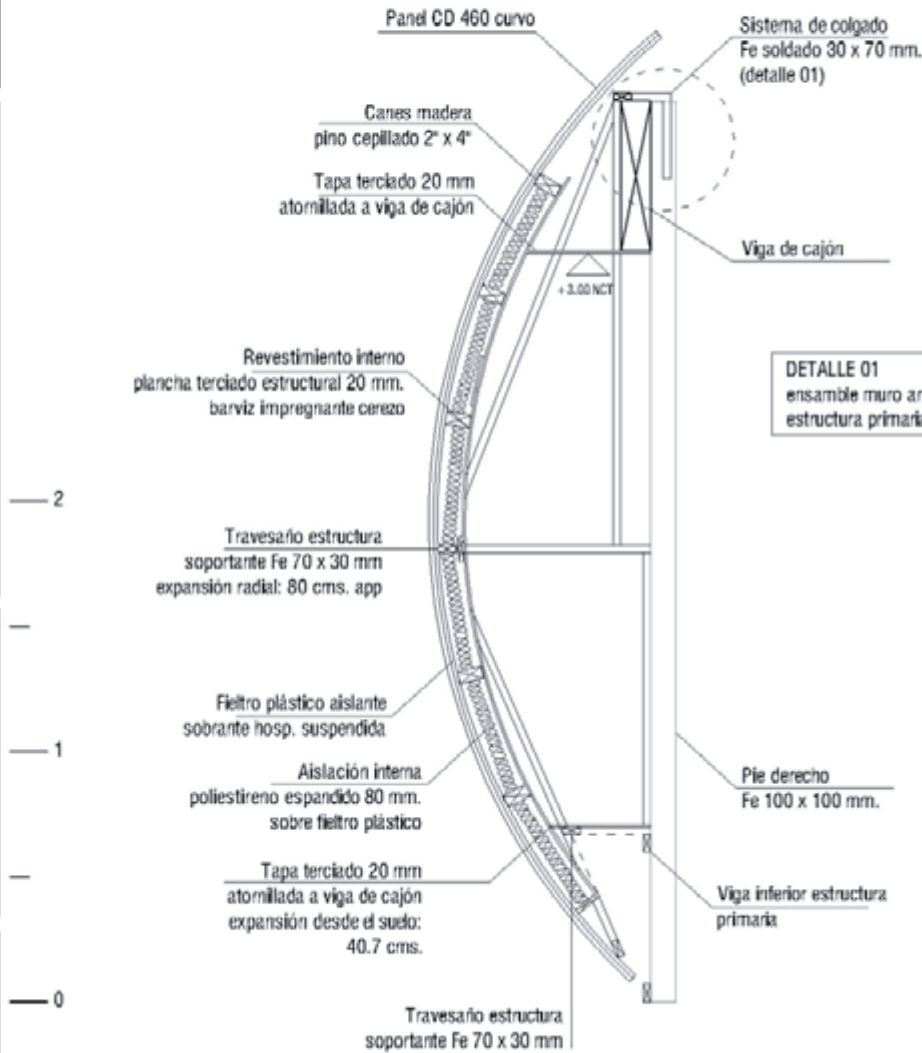 Panel CD 460 curvo
Sistema de colgado
Fe soldado 30 x 70 mm.
(detalle 01)
Canes madera
pino cepillado 2" x 4"
Tapa terciado 20 mm
atornillada a viga de cajón
Viga de cajón
+3.00 NCT
Revestimiento interno
plancha terciado estructural 20 mm.
barviz impregnante cerezo
DETALLE 01
ensamble muro
estructura
2
Travesaño estructura
soportante Fe 70 x 30 mm
expansión radial: 80 cms. app
Fieltro plástico aislante
sobrante hosp. suspendida
1
Aislación interna
poliestireno espandido 80 mm.
sobre fieltro plástico
Pie derecho
Fe 100 x 100 mm.
Tapa terciado 20 mm
atornillada a viga de cajón
expansión desde el suelo:
40.7 cms.
Viga inferior estructura
primaria
0
Travesaño estructura
soportante Fe 70 x 30 mm